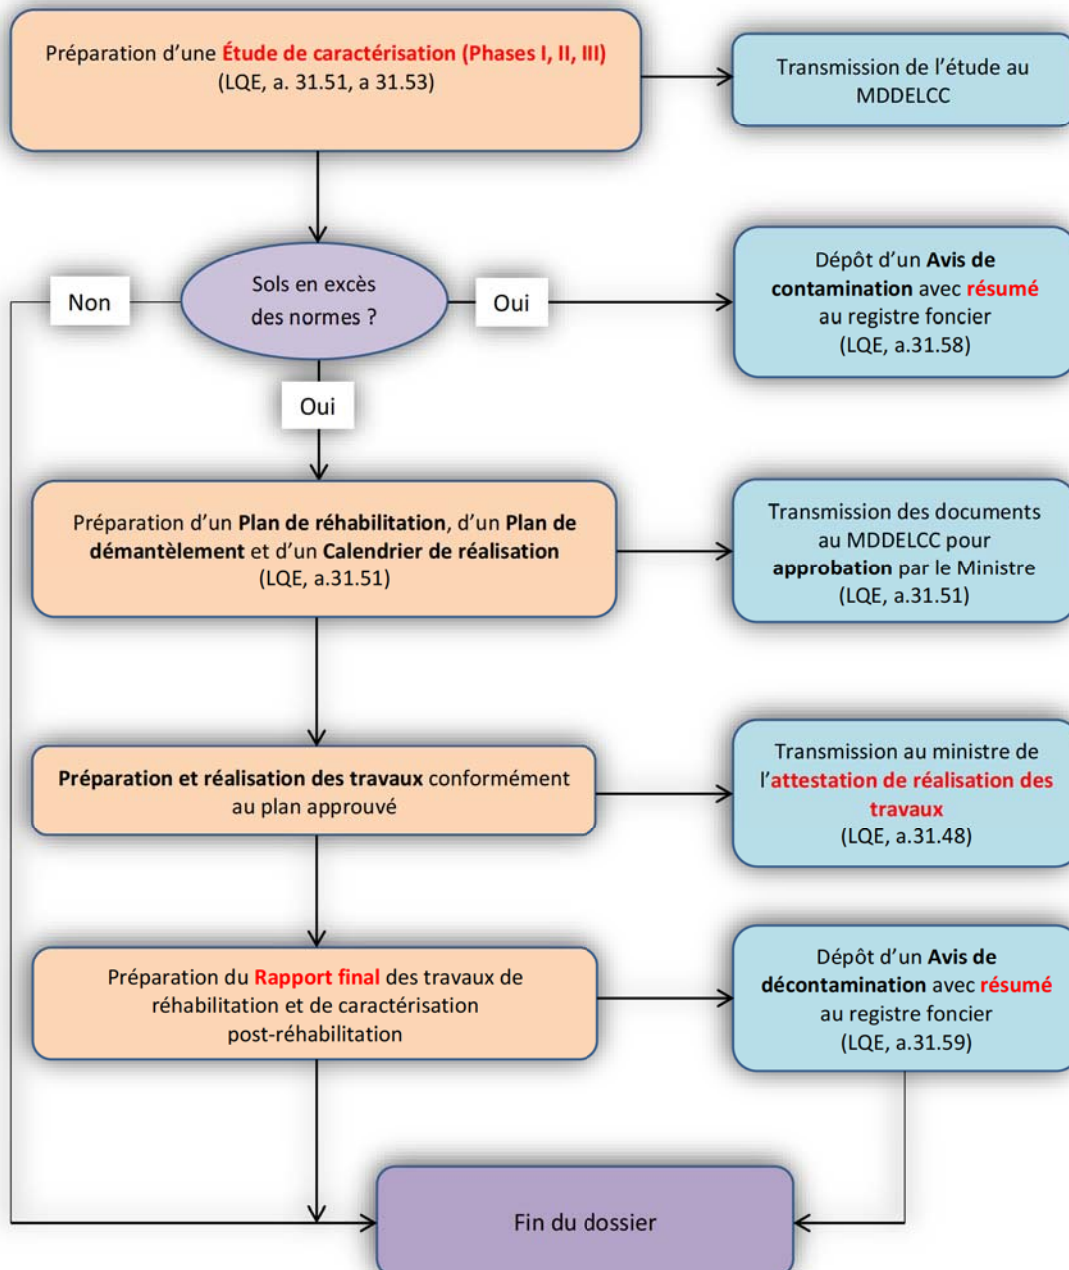 Préparation d’une Étude de caractérisation (Phases I, II, III)
(LQE, a. 31.51, a 31.53)
Transmission de l’étude au
MDDELCC
Sols en excès
des normes ?
Non
Oui
Dépôt d’un Avis de
contamination avec résumé
au registre foncier
(LQE, a.31.58)
Oui
Préparation d’un Plan de réhabilitation, d’un Plan de
démantèlement et d’un Calendrier de réalisation
(LQE, a.31.51)
Transmission des documents
au MDDELCC pour
approbation par le Ministre
(LQE, a.31.51)
Préparation et réalisation des travaux conformément
au plan approuvé
Transmission au ministre de
l’attestation de réalisation des
travaux
(LQE, a.31.48)
Préparation du Rapport final des travaux de
réhabilitation et de caractérisation
post-réhabilitation
Dépôt d’un Avis de
décontamination avec résumé
au registre foncier
(LQE, a.31.59)
Fin du dossier